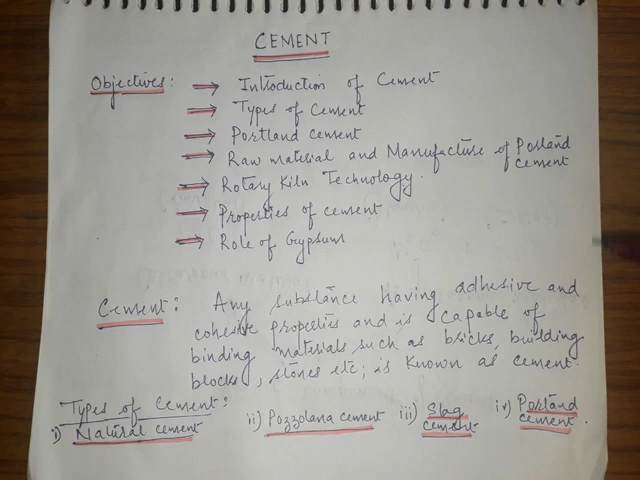 CEMENT
Objectives: → Introduction of Cement
→ Types of Cement
→ Portland cement
→ Raw material and Manufacture of Porland cement
→ Rotary Kiln Technology.
→ Properties of cement
→ Role of Gypsum
Cement: Any substance having adhesive and
cohesive properties and is capable of
binding materials such as bricks, building
blocks, stones etc; is known as cement.
Types of Cement:
i) Natural cement ii) Pozzolana cement iii) Slag cement iv) Portland cement.